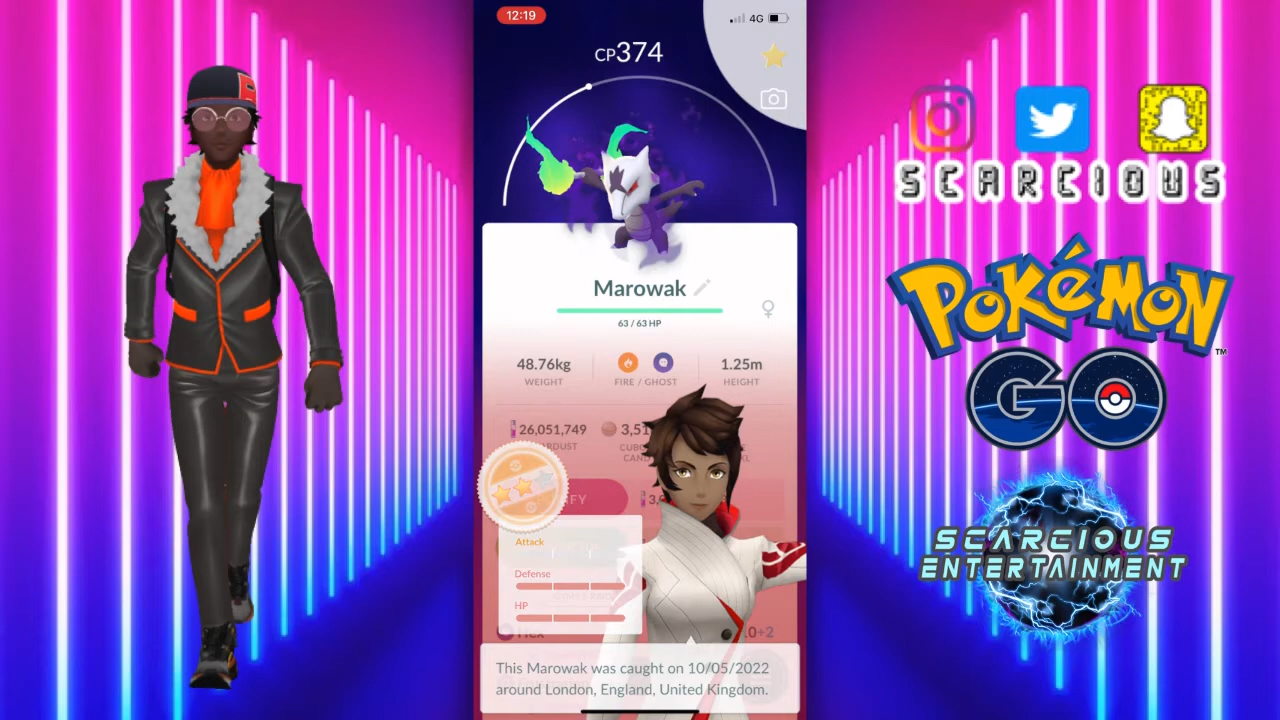 12:19
4G
CP374
Marowak
63 / 63 HP
48.76kg
WEIGHT
FIRE / GHOST
1.25m
HEIGHT
26,051,749
3,51
Attack
Defense
HP
Hex
This Marowak was caught on 10/05/2022
around London, England, United Kingdom.
SCARCIOUS
POKéMON
TM
GO
SCARCIOUS
ENTERTAINMENT